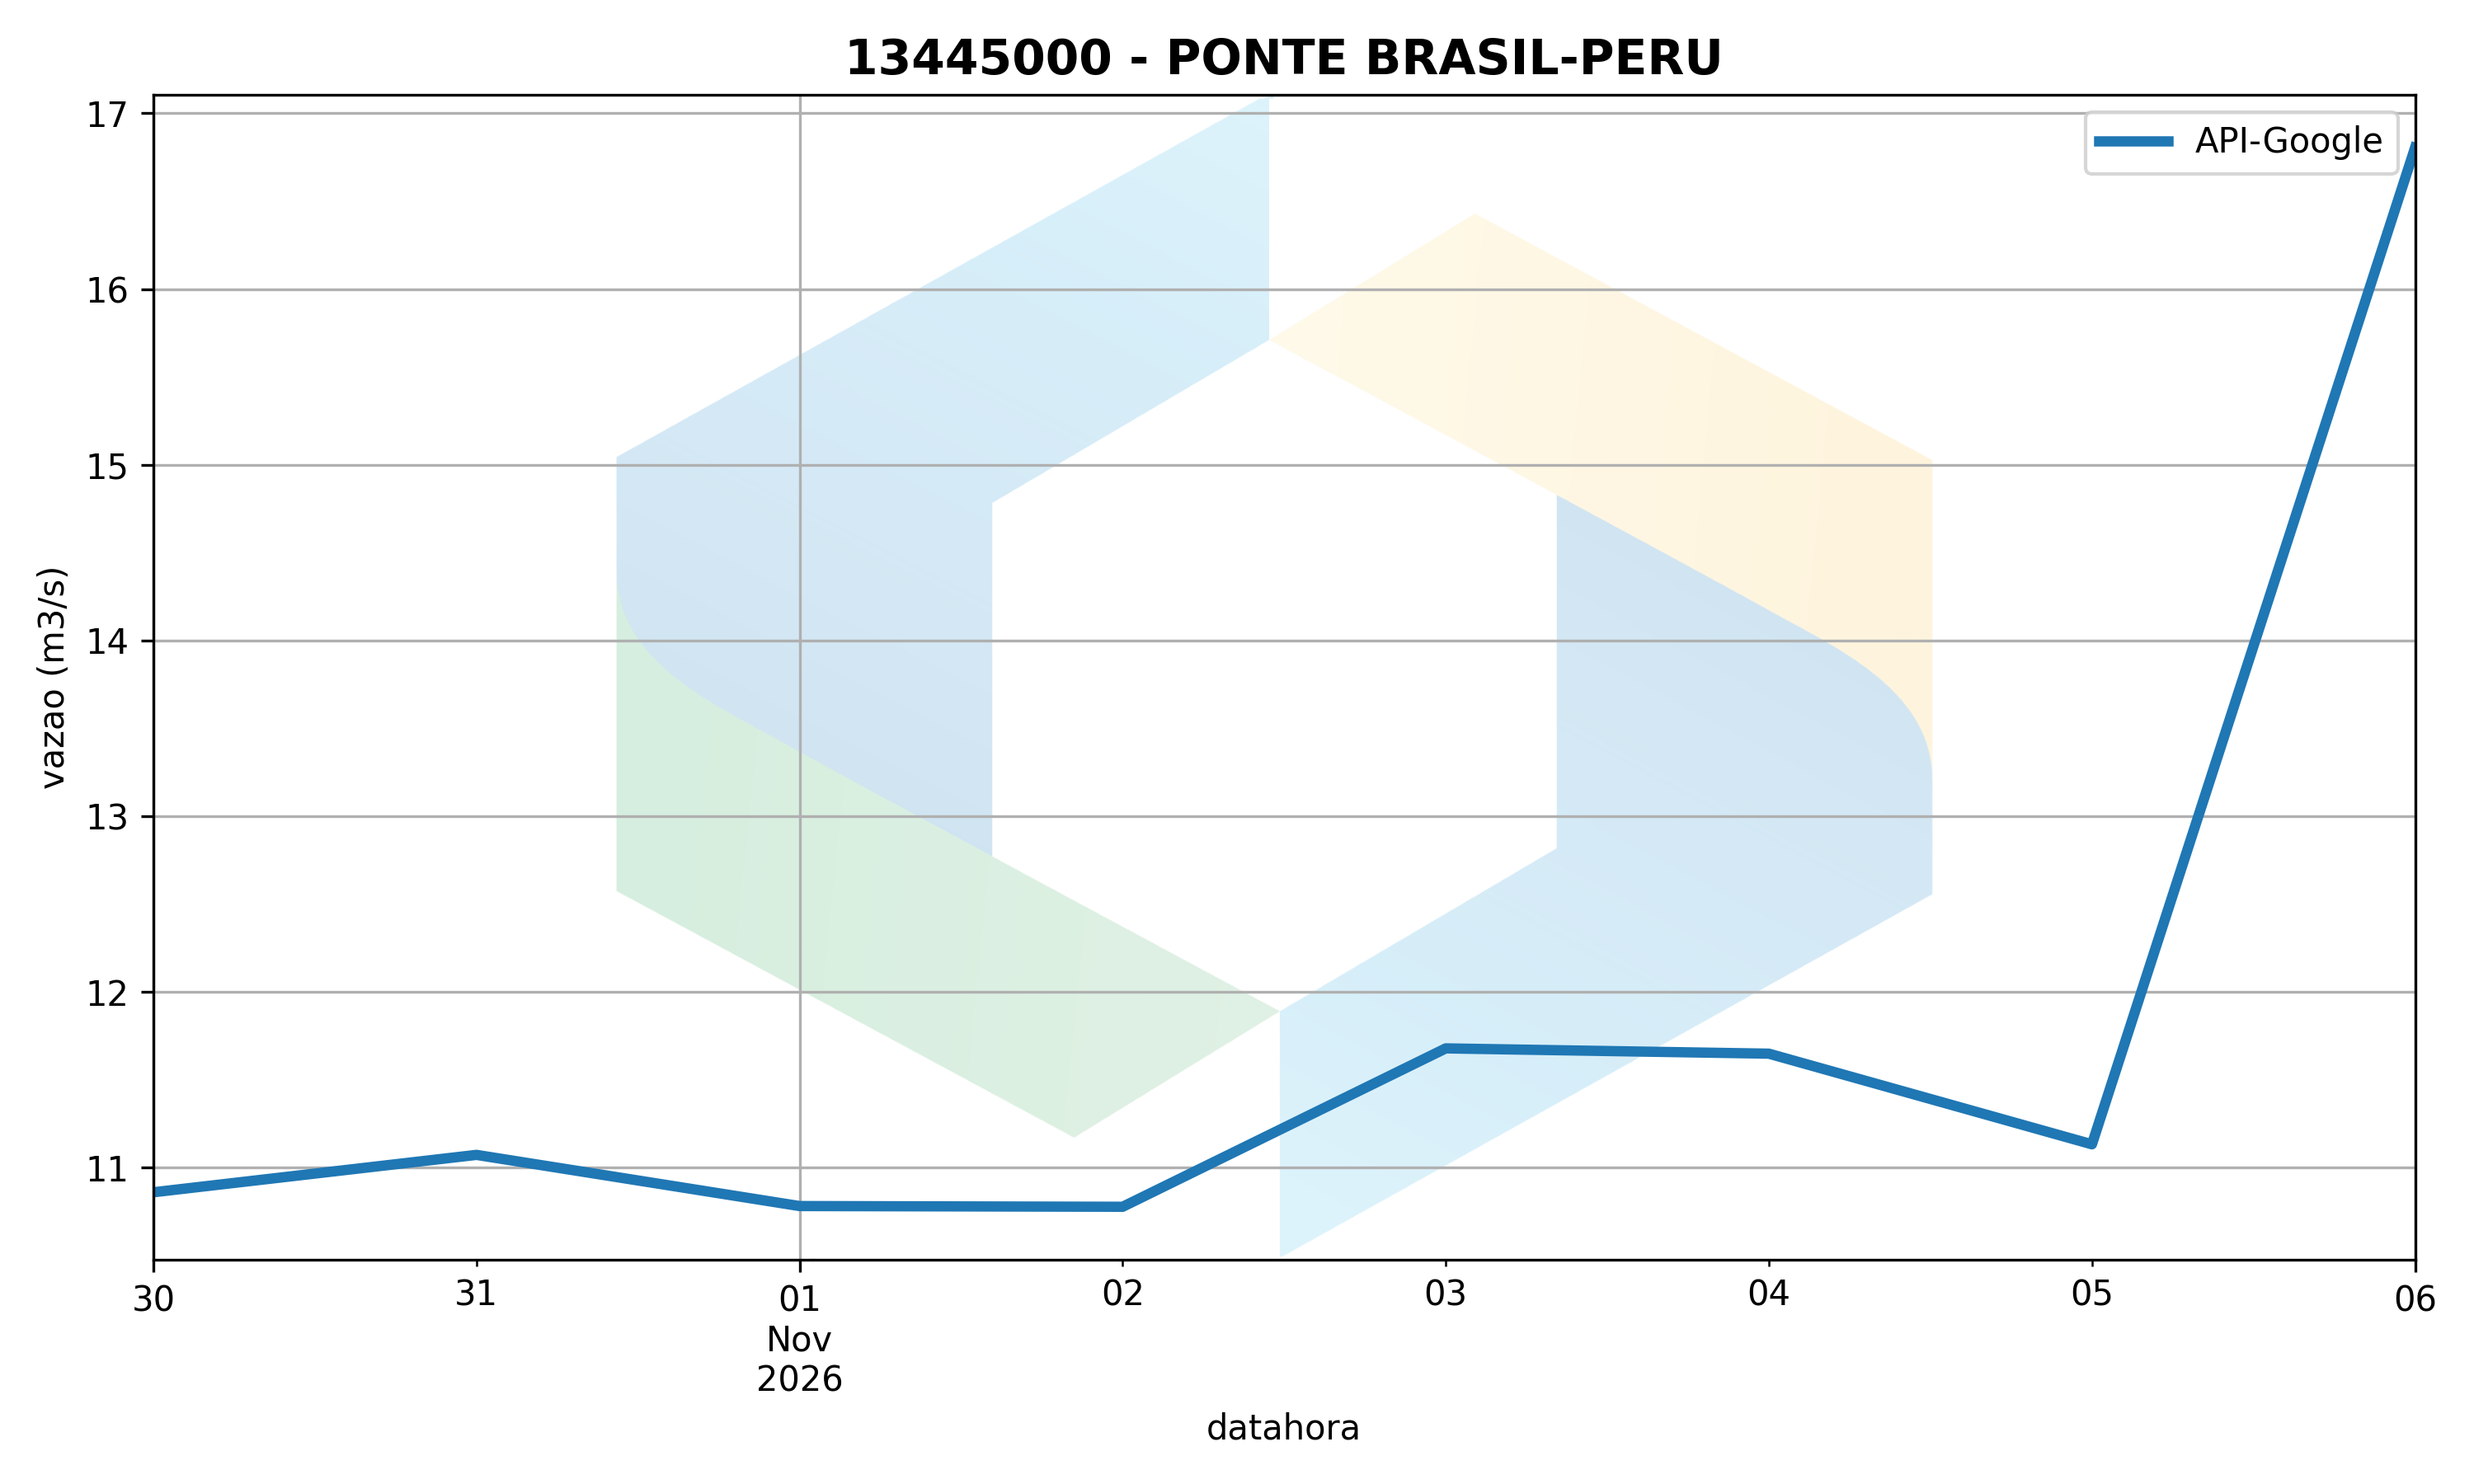 13445000 - PONTE BRASIL-PERU
API-Google
17
16
15
14
13
12
11
vazao (m3/s)
30 31 01 02 03 04 05 06
Nov
2026
datahora